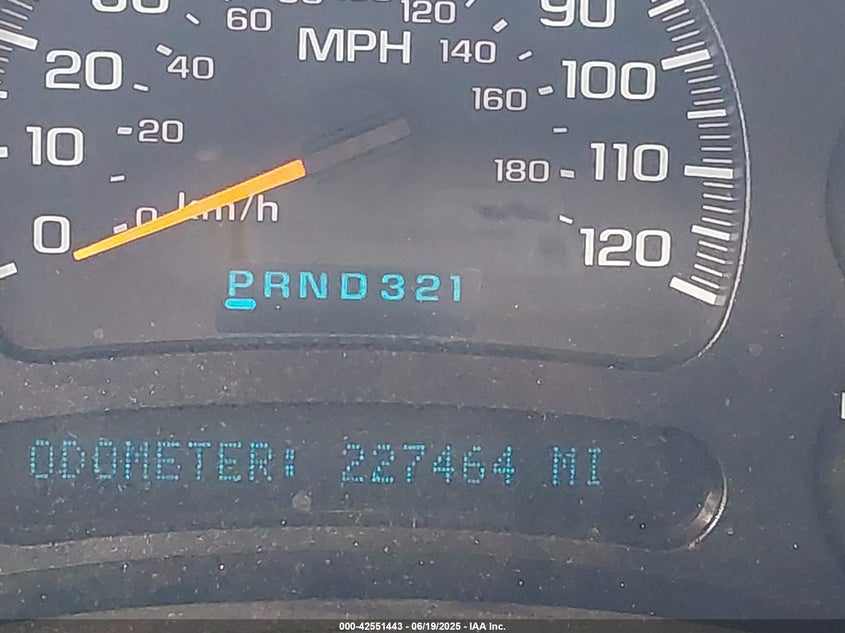 60 120 90
MPH 140
20 40 100
160
10 20 110
180
0 0 km/h 120
PRND321
ODOMETER: 227464 MI
000-42551443 - 06/19/2025 - IAA Inc.